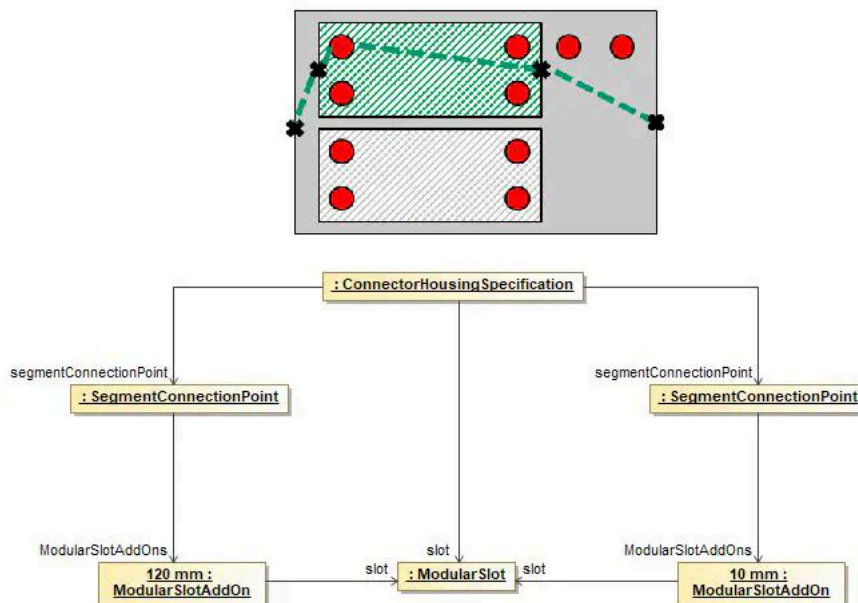 : ConnectorHousingSpecification
segmentConnectionPoint
segmentConnectionPoint
: SegmentConnectionPoint
: SegmentConnectionPoint
ModularSlotAddOns
slot
ModularSlotAddOns
120 mm :
ModularSlotAddOn
slot
: ModularSlot
slot
10 mm :
ModularSlotAddOn